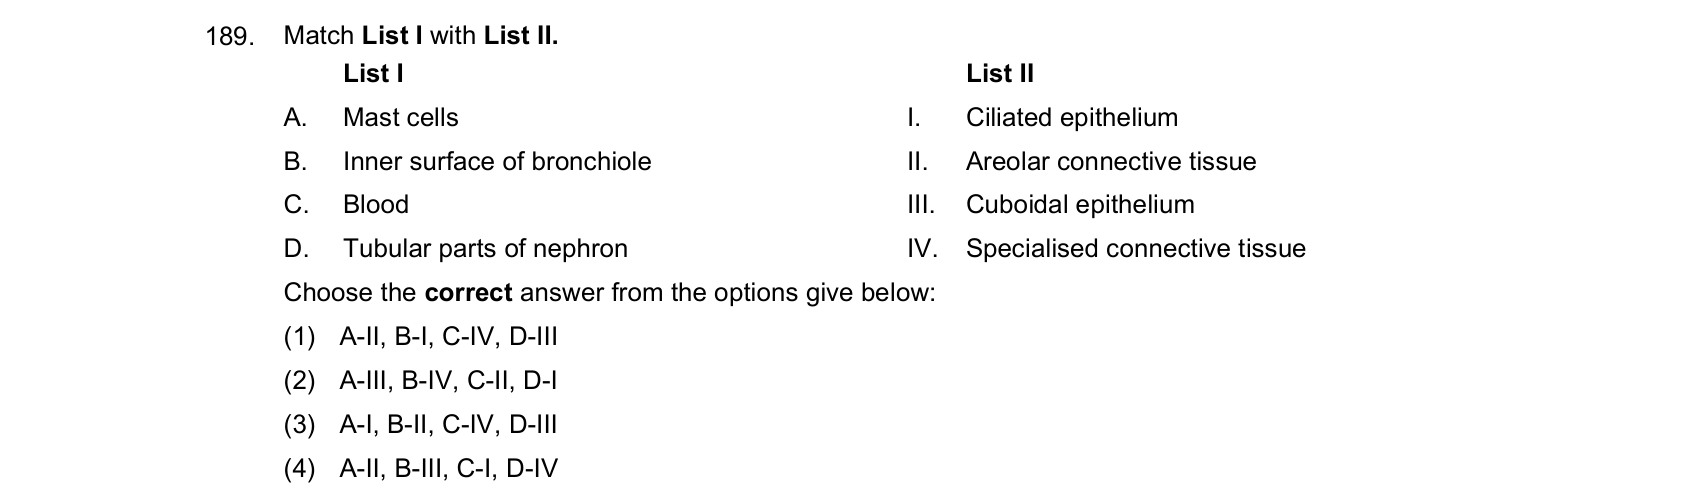 189. Match List I with List II.
List I List II
A. Mast cells I. Ciliated epithelium
B. Inner surface of bronchiole II. Areolar connective tissue
C. Blood III. Cuboidal epithelium
D. Tubular parts of nephron IV. Specialised connective tissue
Choose the correct answer from the options give below:
(1) A-II, B-I, C-IV, D-III
(2) A-III, B-IV, C-II, D-I
(3) A-I, B-II, C-IV, D-III
(4) A-II, B-III, C-I, D-IV